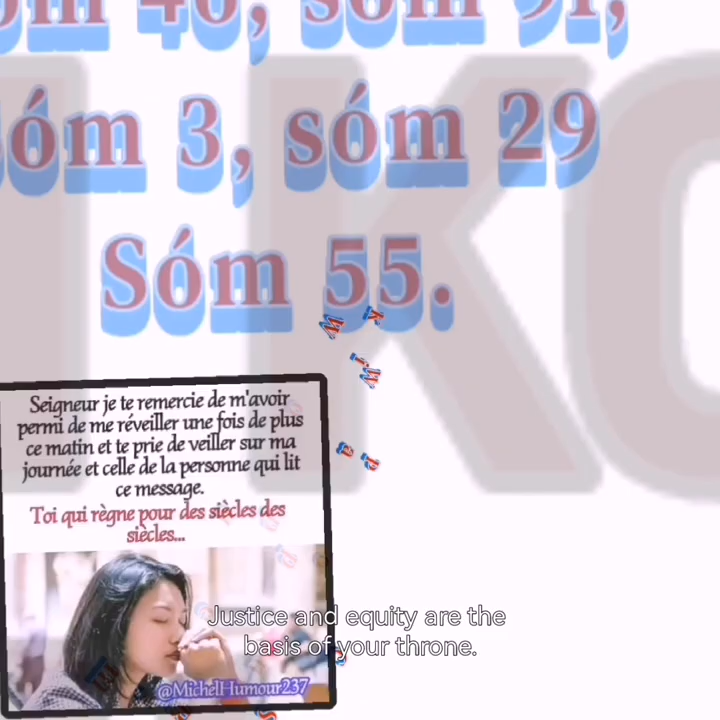 sóm 3, sóm 29
Sóm 55.
Seigneur je te remercie de m'avoir
permi de me réveiller une fois de plus
ce matin et te prie de veiller sur ma
journée et celle de la personne qui lit
ce message.
Toi qui règne pour des siècles des
siècles...
Justice and equity are the
basis of your throne.
@MichelHumour237